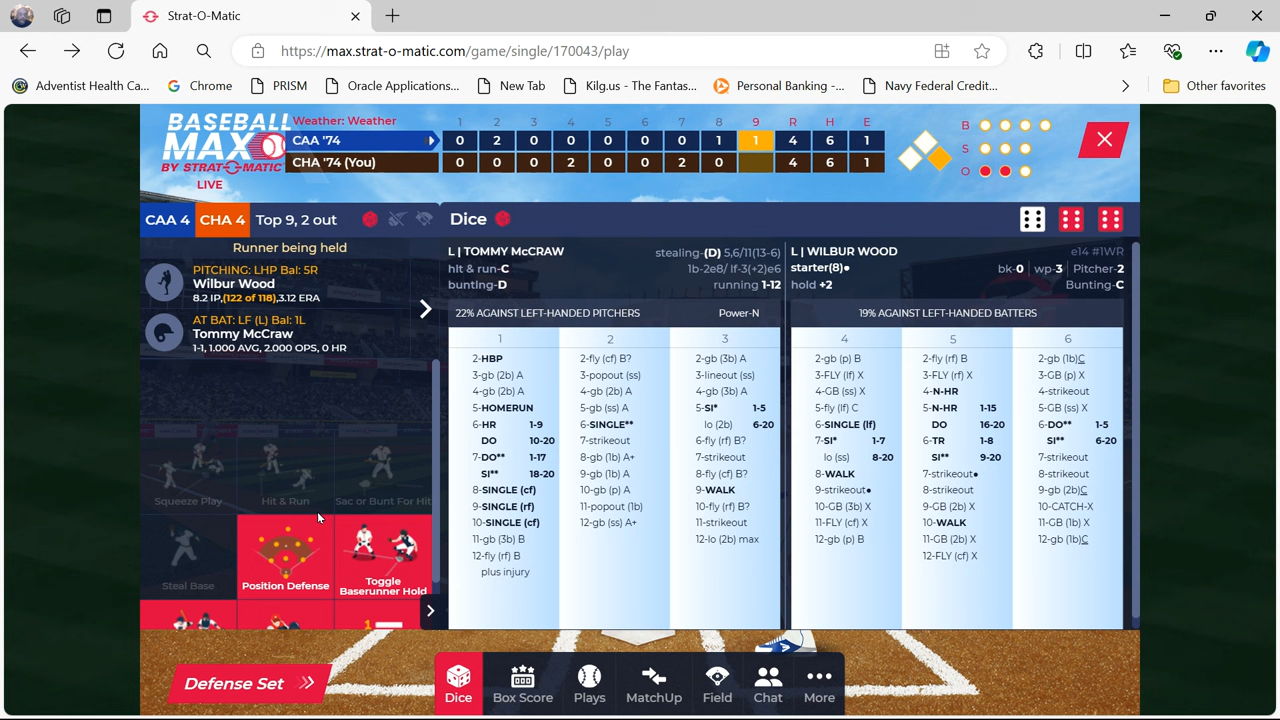 Strat-O-Matic
https://max.strat-o-matic.com/game/single/170043/play
Adventist Health Ca...
Chrome
PRISM
Oracle Applications...
New Tab
Kilg.us - The Fantas...
Personal Banking -...
Navy Federal Credit...
Other favorites
BASEBALL
MAX
BY STRAT-O-MATIC
LIVE
Weather: Weather
1 2 3 4 5 6 7 8 9 R H E
CAA '74 0 2 0 0 0 0 0 1 1 4 6 1
CHA '74 (You) 0 0 0 2 0 0 2 0 4 6 1
B
S
O
CAA 4 CHA 4 Top 9, 2 out
Runner being held
PITCHING: LHP Bal: 5R
Wilbur Wood
8.2 IP,(122 of 118),3.12 ERA
AT BAT: LF (L) Bal: 1L
Tommy McCraw
1-1, 1.000 AVG, 2.000 OPS, 0 HR
Squeeze Play
Hit & Run
Sac or Bunt For Hit
Steal Base
Position Defense
Toggle
Baserunner Hold
Defense Set
Dice
L | TOMMY McCRAW
stealing-(D) 5,6/11(13-6)
hit & run-C
1b-2e8/ lf-3(+2)e6
bunting-D
running 1-12
22% AGAINST LEFT-HANDED PITCHERS
Power-N
1
2-HBP
3-gb (2b) A
4-gb (2b) A
5-HOMERUN
6-HR 1-9
DO 10-20
7-DO** 1-17
SI** 18-20
8-SINGLE (cf)
9-SINGLE (rf)
10-SINGLE (cf)
11-gb (3b) B
12-fly (rf) B
plus injury
2
2-fly (cf) B?
3-popout (ss)
4-gb (2b) A
5-gb (ss) A
6-SINGLE**
7-strikeout
8-gb (1b) A+
9-gb (1b) A
10-gb (p) A
11-popout (1b)
12-gb (ss) A+
3
2-gb (3b) A
3-lineout (ss)
4-gb (3b) A
5-SI* 1-5
lo (2b) 6-20
6-fly (rf) B?
7-strikeout
8-fly (cf) B?
9-WALK
10-fly (rf) B?
11-strikeout
12-lo (2b) max
L | WILBUR WOOD
e14 #1WR
starter(8)●
bk-0 | wp-3 | Pitcher-2
hold +2
Bunting-C
19% AGAINST LEFT-HANDED BATTERS
4
2-gb (p) B
3-FLY (lf) X
4-GB (ss) X
5-fly (lf) C
6-SINGLE (lf)
7-SI* 1-7
lo (ss) 8-20
8-WALK
9-strikeout●
10-GB (3b) X
11-FLY (cf) X
12-gb (p) B
5
2-fly (rf) B
3-FLY (rf) X
4-N-HR
5-N-HR 1-15
DO 16-20
6-TR 1-8
SI** 9-20
7-strikeout●
8-strikeout
9-GB (2b) X
10-WALK
11-GB (2b) X
12-FLY (cf) X
6
2-gb (1b)C
3-GB (p) X
4-strikeout
5-GB (ss) X
6-DO** 1-5
SI** 6-20
7-strikeout
8-strikeout
9-gb (2b)C
10-CATCH-X
11-GB (1b) X
12-gb (1b)C
Dice
Box Score
Plays
MatchUp
Field
Chat
More